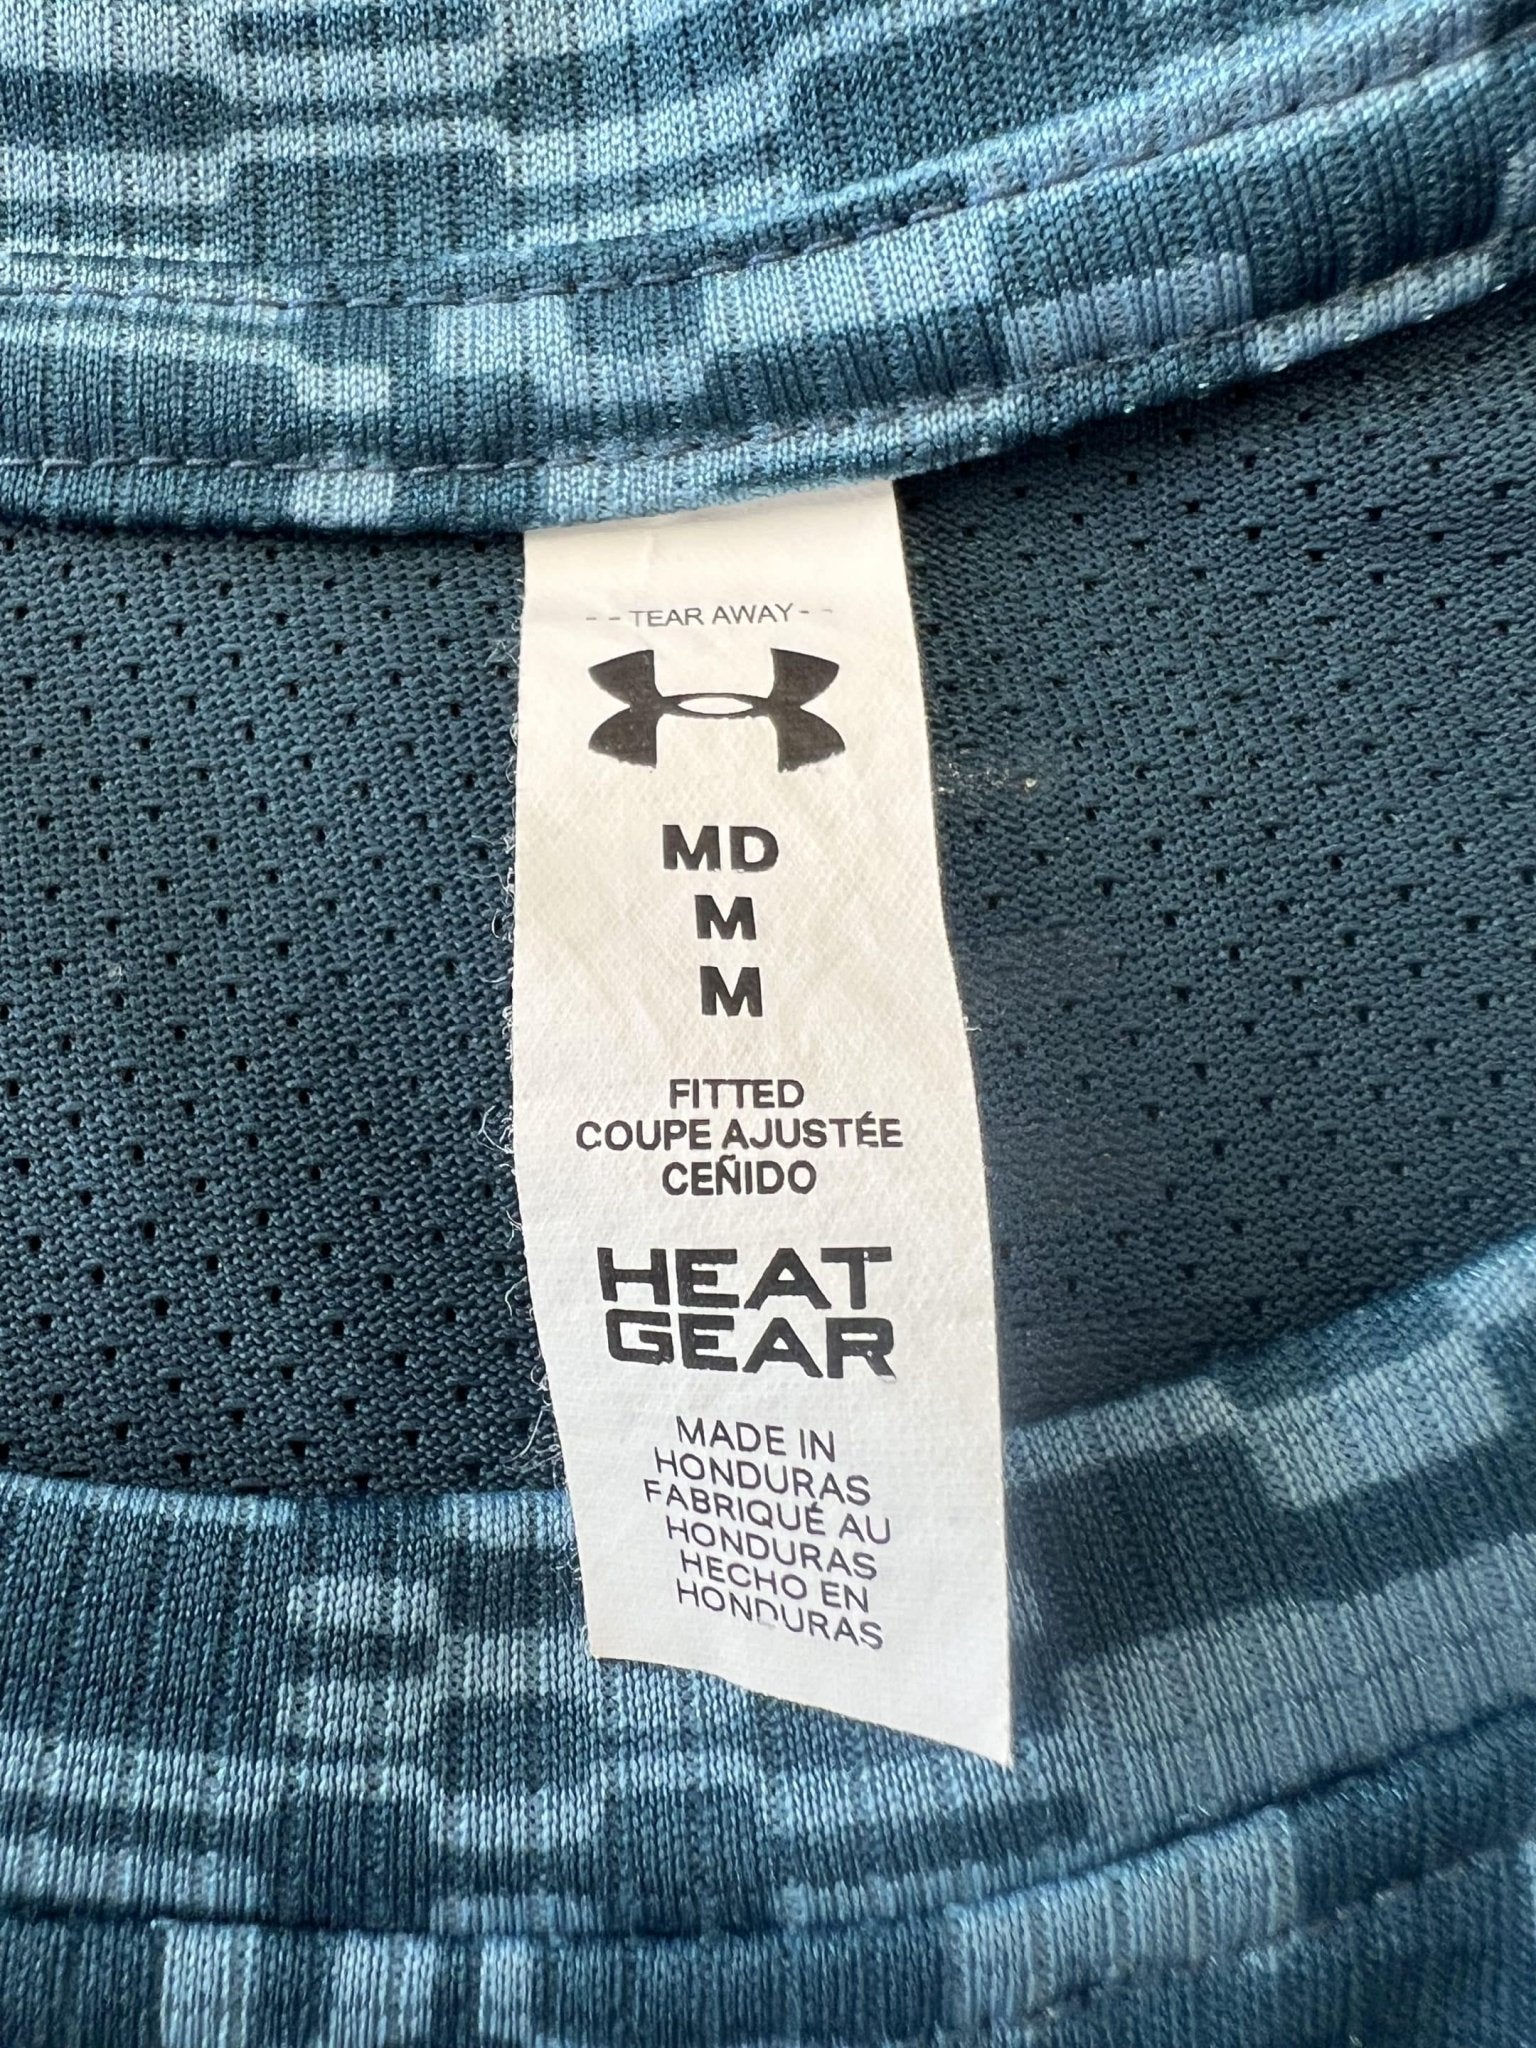 - - TEAR AWAY - -
MD
M
M
FITTED
COUPE AJUSTÉE
CEÑIDO
HEAT
GEAR
MADE IN
HONDURAS
FABRIQUÉ AU
HONDURAS
HECHO EN
HONDURAS